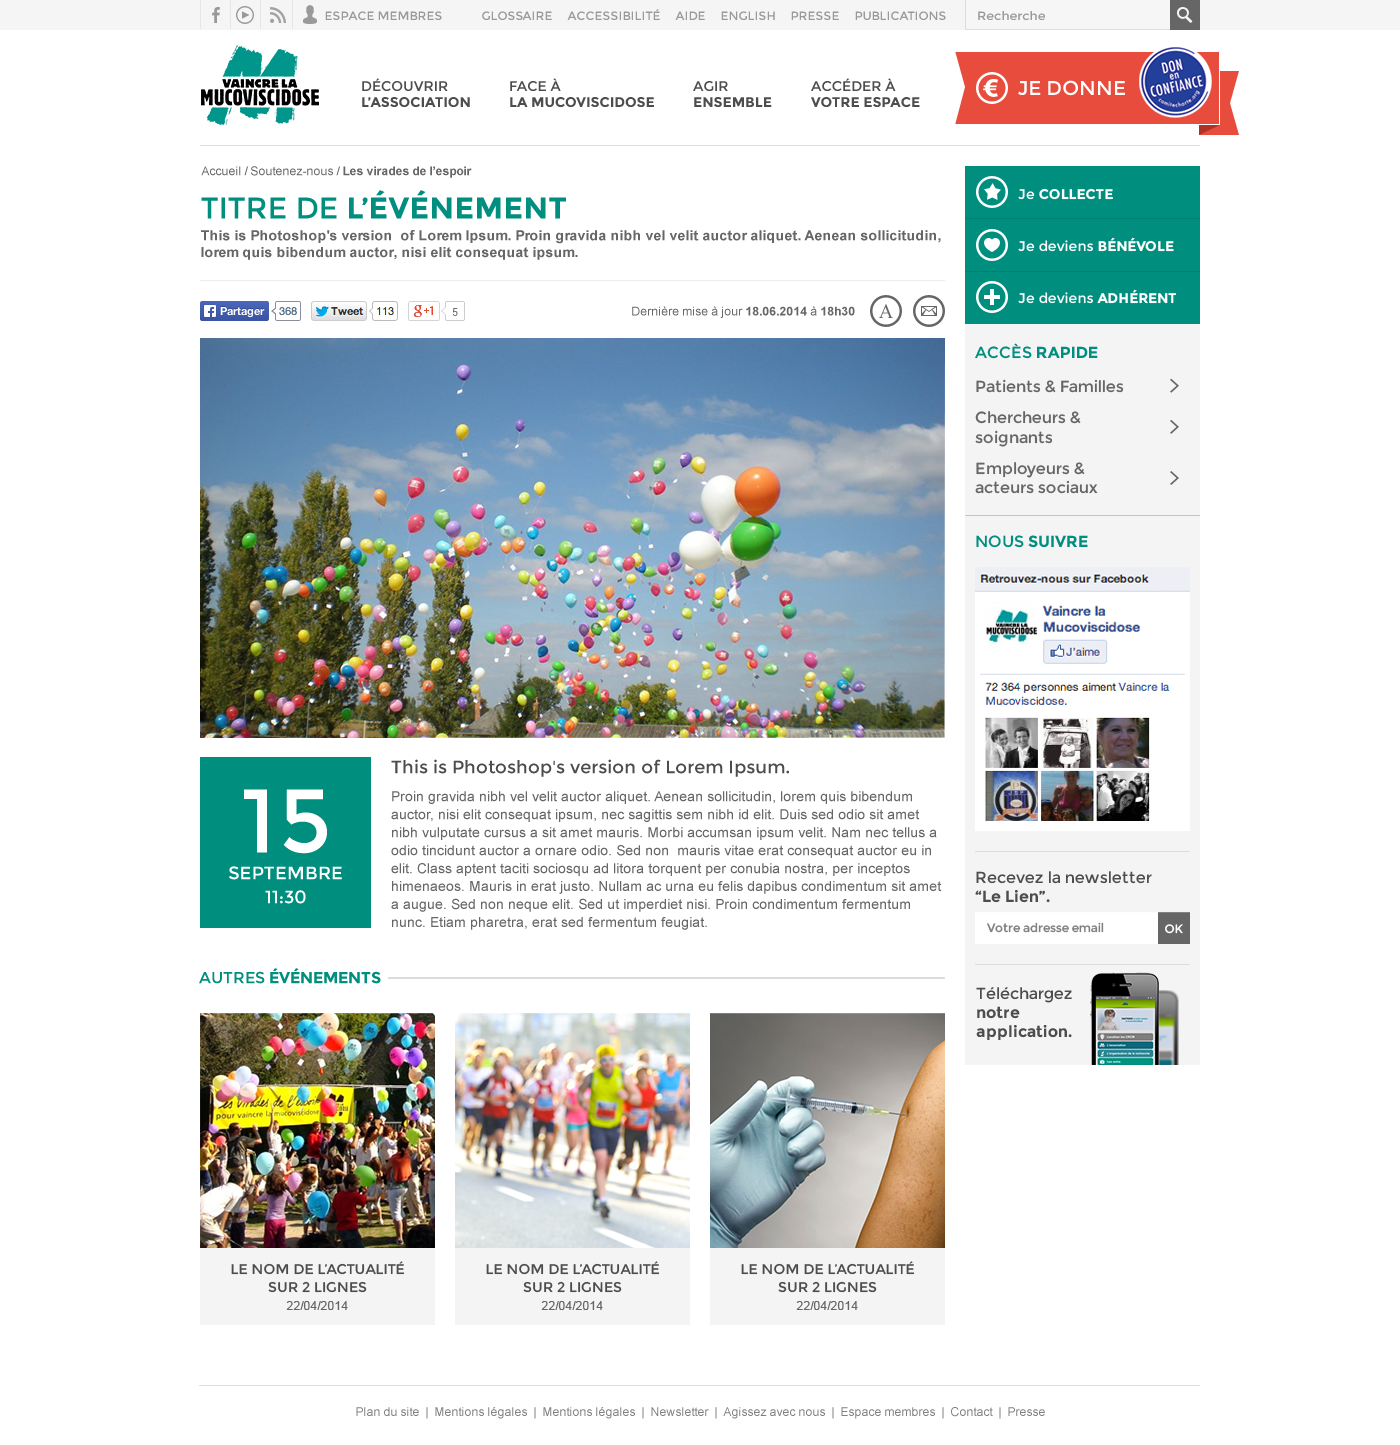 ESPACE MEMBRES GLOSSAIRE ACCESSIBILITÉ AIDE ENGLISH PRESSE PUBLICATIONS Recherche
VAINCRE LA
MUCOVISCIDOSE
DÉCOUVRIR
L'ASSOCIATION
FACE À
LA MUCOVISCIDOSE
AGIR
ENSEMBLE
ACCÉDER À
VOTRE ESPACE
€ JE DONNE
DON
en
CONFIANCE
comitecharte.org
Accueil / Soutenez-nous / Les virades de l'espoir
TITRE DE L'ÉVÉNEMENT
This is Photoshop's version of Lorem Ipsum. Proin gravida nibh vel velit auctor aliquet. Aenean sollicitudin,
lorem quis bibendum auctor, nisi elit consequat ipsum.
Partager 368 Tweet 113 g+1 5
Dernière mise à jour 18.06.2014 à 18h30 A
15
SEPTEMBRE
11:30
This is Photoshop's version of Lorem Ipsum.
Proin gravida nibh vel velit auctor aliquet. Aenean sollicitudin, lorem quis bibendum
auctor, nisi elit consequat ipsum, nec sagittis sem nibh id elit. Duis sed odio sit amet
nibh vulputate cursus a sit amet mauris. Morbi accumsan ipsum velit. Nam nec tellus a
odio tincidunt auctor a ornare odio. Sed non mauris vitae erat consequat auctor eu in
elit. Class aptent taciti sociosqu ad litora torquent per conubia nostra, per inceptos
himenaeos. Mauris in erat justo. Nullam ac urna eu felis dapibus condimentum sit amet
a augue. Sed non neque elit. Sed ut imperdiet nisi. Proin condimentum fermentum
nunc. Etiam pharetra, erat sed fermentum feugiat.
AUTRES ÉVÉNEMENTS
les virades de l'espoir
pour vaincre la mucoviscidose
LE NOM DE L'ACTUALITÉ
SUR 2 LIGNES
22/04/2014
LE NOM DE L'ACTUALITÉ
SUR 2 LIGNES
22/04/2014
LE NOM DE L'ACTUALITÉ
SUR 2 LIGNES
22/04/2014
Je COLLECTE
Je deviens BÉNÉVOLE
Je deviens ADHÉRENT
ACCÈS RAPIDE
Patients & Familles
Chercheurs &
soignants
Employeurs &
acteurs sociaux
NOUS SUIVRE
Retrouvez-nous sur Facebook
VAINCRE LA
MUCOVISCIDOSE
Vaincre la
Mucoviscidose
J'aime
72 364 personnes aiment Vaincre la
Mucoviscidose.
Recevez la newsletter
“Le Lien”.
Votre adresse email OK
Téléchargez
notre
application.
Plan du site | Mentions légales | Mentions légales | Newsletter | Agissez avec nous | Espace membres | Contact | Presse